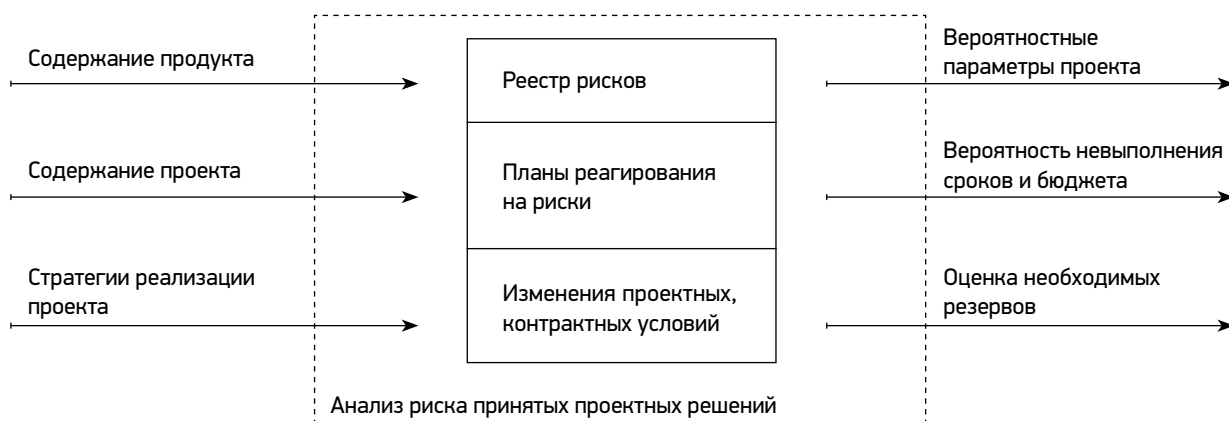 Содержание продукта
Содержание проекта
Стратегии реализации
проекта
Реестр рисков
Планы реагирования
на риски
Изменения проектных,
контрактных условий
Анализ риска принятых проектных решений
Вероятностные
параметры проекта
Вероятность невыполнения
сроков и бюджета
Оценка необходимых
резервов